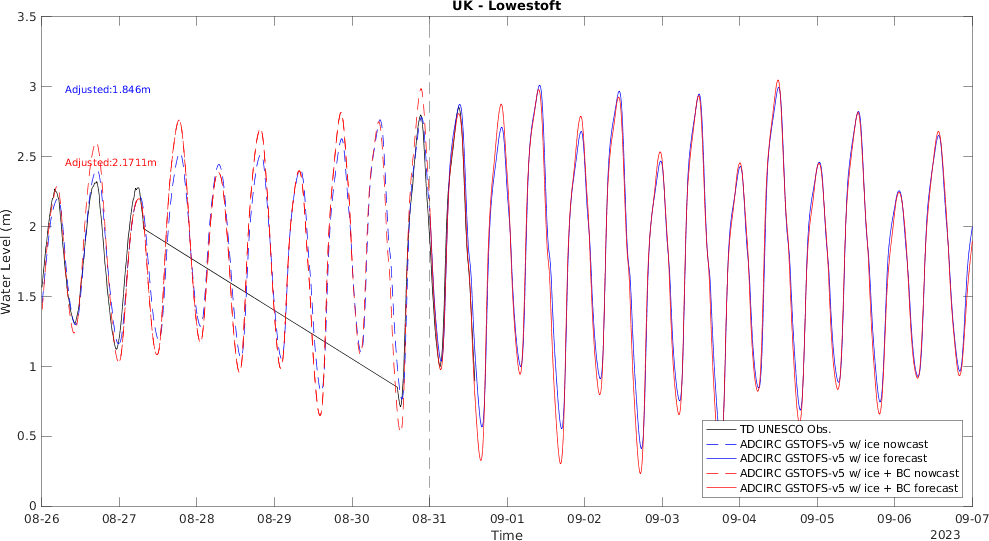 UK - Lowestoft
3.5
3
2.5
2
1.5
1
0.5
0
Water Level (m)
Adjusted:1.846m
Adjusted:2.1711m
TD UNESCO Obs.
ADCIRC GSTOFS-v5 w/ ice nowcast
ADCIRC GSTOFS-v5 w/ ice forecast
ADCIRC GSTOFS-v5 w/ ice + BC nowcast
ADCIRC GSTOFS-v5 w/ ice + BC forecast
08-26 08-27 08-28 08-29 08-30 08-31 09-01 09-02 09-03 09-04 09-05 09-06 09-07
Time
2023